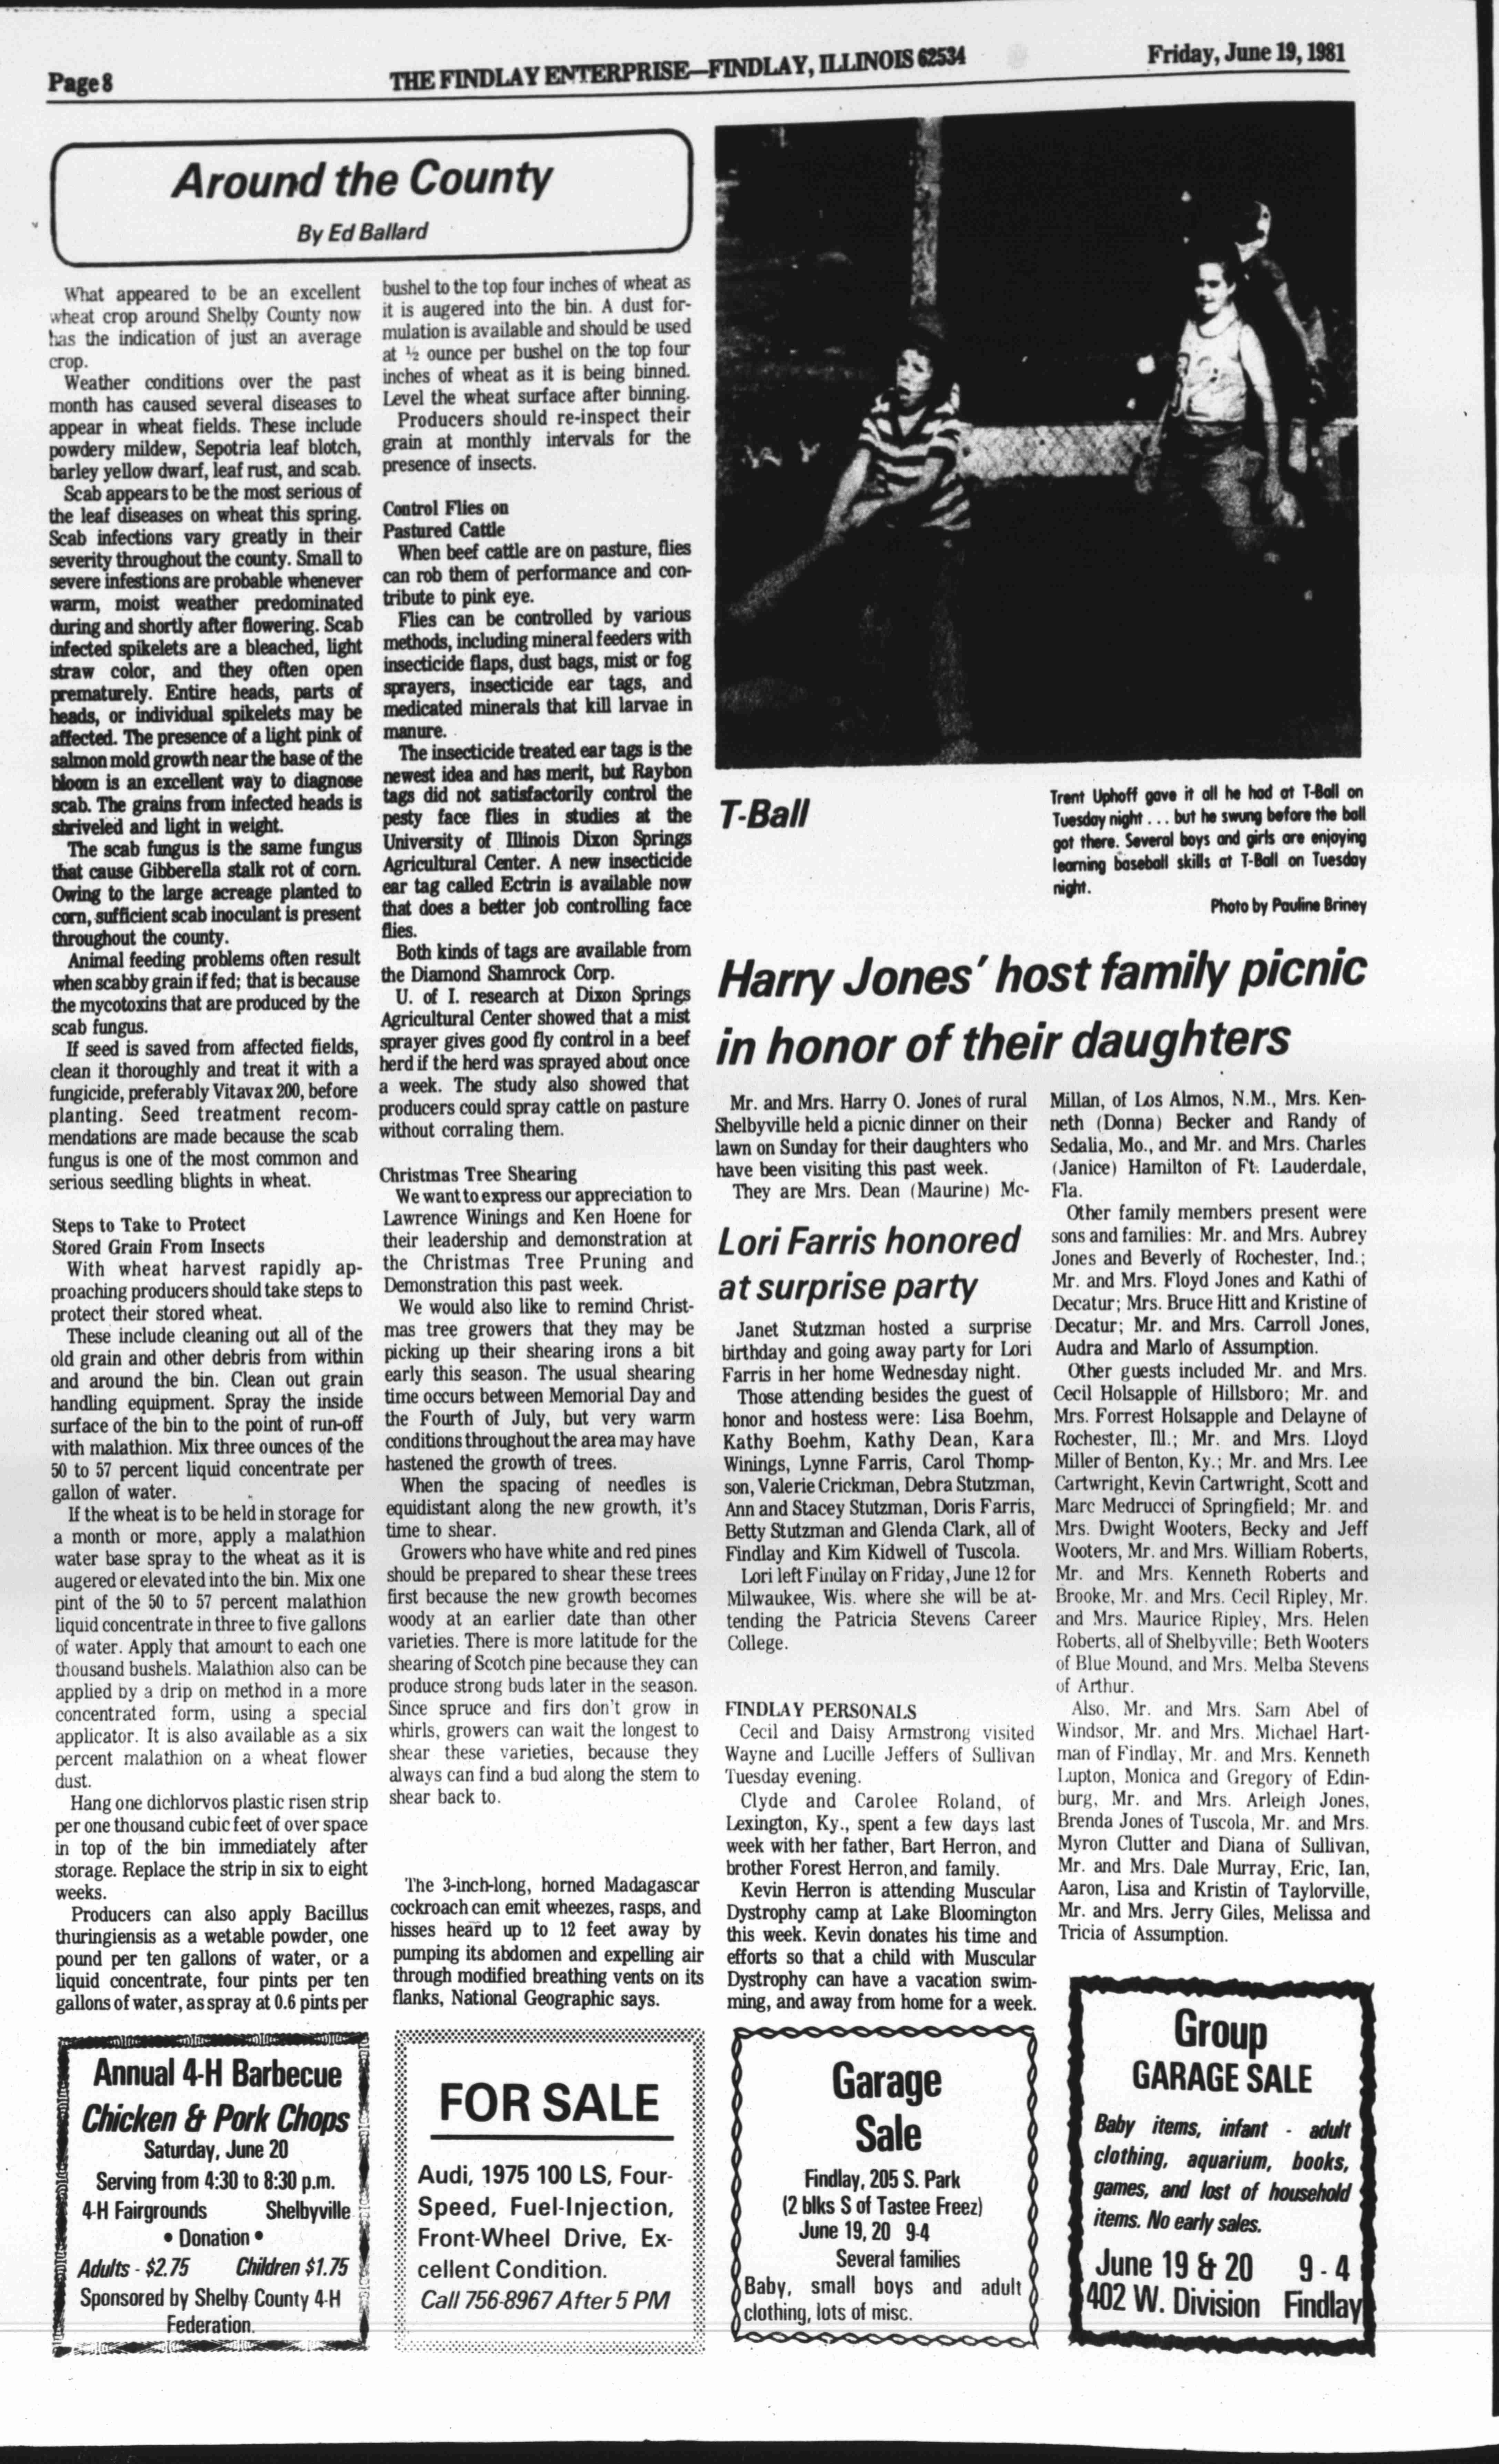 Page 8
THE FINDLAY ENTERPRISE—FINDLAY, ILLINOIS 62534
Friday, June 19, 1981
Around the County
By Ed Ballard
What appeared to be an excellent
wheat crop around Shelby County now
has the indication of just an average
crop.
Weather conditions over the past
month has caused several diseases to
appear in wheat fields. These include
powdery mildew, Sepotria leaf blotch,
barley yellow dwarf, leaf rust, and scab.
Scab appears to be the most serious of
the leaf diseases on wheat this spring.
Scab infections vary greatly in their
severity throughout the county. Small to
severe infestions are probable whenever
warm, moist weather predominated
during and shortly after flowering. Scab
infected spikelets are a bleached, light
straw color, and they often open
prematurely. Entire heads, parts of
heads, or individual spikelets may be
affected. The presence of a light pink of
salmon mold growth near the base of the
bloom is an excellent way to diagnose
scab. The grains from infected heads is
shriveled and light in weight.
The scab fungus is the same fungus
that cause Gibberella stalk rot of corn.
Owing to the large acreage planted to
corn, sufficient scab inoculant is present
throughout the county.
Animal feeding problems often result
when scabby grain if fed; that is because
the mycotoxins that are produced by the
scab fungus.
If seed is saved from affected fields,
clean it thoroughly and treat it with a
fungicide, preferably Vitavax 200, before
planting. Seed treatment recom-
mendations are made because the scab
fungus is one of the most common and
serious seedling blights in wheat.
Steps to Take to Protect
Stored Grain From Insects
With wheat harvest rapidly ap-
proaching producers should take steps to
protect their stored wheat.
These include cleaning out all of the
old grain and other debris from within
and around the bin. Clean out grain
handling equipment. Spray the inside
surface of the bin to the point of run-off
with malathion. Mix three ounces of the
50 to 57 percent liquid concentrate per
gallon of water.
If the wheat is to be held in storage for
a month or more, apply a malathion
water base spray to the wheat as it is
augered or elevated into the bin. Mix one
pint of the 50 to 57 percent malathion
liquid concentrate in three to five gallons
of water. Apply that amount to each one
thousand bushels. Malathion also can be
applied by a drip on method in a more
concentrated form, using a special
applicator. It is also available as a six
percent malathion on a wheat flower
dust.
Hang one dichlorvos plastic risen strip
per one thousand cubic feet of over space
in top of the bin immediately after
storage. Replace the strip in six to eight
weeks.
Producers can also apply Bacillus
thuringiensis as a wetable powder, one
pound per ten gallons of water, or a
liquid concentrate, four pints per ten
gallons of water, as spray at 0.6 pints per
bushel to the top four inches of wheat as
it is augered into the bin. A dust for-
mulation is available and should be used
at ½ ounce per bushel on the top four
inches of wheat as it is being binned.
Level the wheat surface after binning.
Producers should re-inspect their
grain at monthly intervals for the
presence of insects.
Control Flies on
Pastured Cattle
When beef cattle are on pasture, flies
can rob them of performance and con-
tribute to pink eye.
Flies can be controlled by various
methods, including mineral feeders with
insecticide flaps, dust bags, mist or fog
sprayers, insecticide ear tags, and
medicated minerals that kill larvae in
manure.
The insecticide treated ear tags is the
newest idea and has merit, but Raybon
tags did not satisfactorily control the
pesty face flies in studies at the
University of Illinois Dixon Springs
Agricultural Center. A new insecticide
ear tag called Ectrin is available now
that does a better job controlling face
flies.
Both kinds of tags are available from
the Diamond Shamrock Corp.
U. of I. research at Dixon Springs
Agricultural Center showed that a mist
sprayer gives good fly control in a beef
herd if the herd was sprayed about once
a week. The study also showed that
producers could spray cattle on pasture
without corraling them.
Christmas Tree Shearing
We want to express our appreciation to
Lawrence Winings and Ken Hoene for
their leadership and demonstration at
the Christmas Tree Pruning and
Demonstration this past week.
We would also like to remind Christ-
mas tree growers that they may be
picking up their shearing irons a bit
early this season. The usual shearing
time occurs between Memorial Day and
the Fourth of July, but very warm
conditions throughout the area may have
hastened the growth of trees.
When the spacing of needles is
equidistant along the new growth, it's
time to shear.
Growers who have white and red pines
should be prepared to shear these trees
first because the new growth becomes
woody at an earlier date than other
varieties. There is more latitude for the
shearing of Scotch pine because they can
produce strong buds later in the season.
Since spruce and firs don't grow in
whirls, growers can wait the longest to
shear these varieties, because they
always can find a bud along the stem to
shear back to.
The 3-inch-long, horned Madagascar
cockroach can emit wheezes, rasps, and
hisses heard up to 12 feet away by
pumping its abdomen and expelling air
through modified breathing vents on its
flanks, National Geographic says.
T-Ball
Trent Uphoff gave it all he had at T-Ball on
Tuesday night . . . but he swung before the ball
got there. Several boys and girls are enjoying
learning baseball skills at T-Ball on Tuesday
night.
Photo by Pauline Briney
Harry Jones' host family picnic
in honor of their daughters
Mr. and Mrs. Harry O. Jones of rural
Shelbyville held a picnic dinner on their
lawn on Sunday for their daughters who
have been visiting this past week.
They are Mrs. Dean (Maurine) Mc-
Millan, of Los Almos, N.M., Mrs. Ken-
neth (Donna) Becker and Randy of
Sedalia, Mo., and Mr. and Mrs. Charles
(Janice) Hamilton of Ft. Lauderdale,
Fla.
Other family members present were
sons and families: Mr. and Mrs. Aubrey
Jones and Beverly of Rochester, Ind.;
Mr. and Mrs. Floyd Jones and Kathi of
Decatur; Mrs. Bruce Hitt and Kristine of
Decatur; Mr. and Mrs. Carroll Jones,
Audra and Marlo of Assumption.
Other guests included Mr. and Mrs.
Cecil Holsapple of Hillsboro; Mr. and
Mrs. Forrest Holsapple and Delayne of
Rochester, Ill.; Mr. and Mrs. Lloyd
Miller of Benton, Ky.; Mr. and Mrs. Lee
Cartwright, Kevin Cartwright, Scott and
Marc Medrucci of Springfield; Mr. and
Mrs. Dwight Wooters, Becky and Jeff
Wooters, Mr. and Mrs. William Roberts,
Mr. and Mrs. Kenneth Roberts and
Brooke, Mr. and Mrs. Cecil Ripley, Mr.
and Mrs. Maurice Ripley, Mrs. Helen
Roberts, all of Shelbyville; Beth Wooters
of Blue Mound, and Mrs. Melba Stevens
of Arthur.
Also, Mr. and Mrs. Sam Abel of
Windsor, Mr. and Mrs. Michael Hart-
man of Findlay, Mr. and Mrs. Kenneth
Lupton, Monica and Gregory of Edin-
burg, Mr. and Mrs. Arleigh Jones,
Brenda Jones of Tuscola, Mr. and Mrs.
Myron Clutter and Diana of Sullivan,
Mr. and Mrs. Dale Murray, Eric, Ian,
Aaron, Lisa and Kristin of Taylorville,
Mr. and Mrs. Jerry Giles, Melissa and
Tricia of Assumption.
Lori Farris honored
at surprise party
Janet Stutzman hosted a surprise
birthday and going away party for Lori
Farris in her home Wednesday night.
Those attending besides the guest of
honor and hostess were: Lisa Boehm,
Kathy Boehm, Kathy Dean, Kara
Winings, Lynne Farris, Carol Thomp-
son, Valerie Crickman, Debra Stutzman,
Ann and Stacey Stutzman, Doris Farris,
Betty Stutzman and Glenda Clark, all of
Findlay and Kim Kidwell of Tuscola.
Lori left Findlay on Friday, June 12 for
Milwaukee, Wis. where she will be at-
tending the Patricia Stevens Career
College.
FINDLAY PERSONALS
Cecil and Daisy Armstrong visited
Wayne and Lucille Jeffers of Sullivan
Tuesday evening.
Clyde and Carolee Roland, of
Lexington, Ky., spent a few days last
week with her father, Bart Herron, and
brother Forest Herron, and family.
Kevin Herron is attending Muscular
Dystrophy camp at Lake Bloomington
this week. Kevin donates his time and
efforts so that a child with Muscular
Dystrophy can have a vacation swim-
ming, and away from home for a week.
Annual 4-H Barbecue
Chicken & Pork Chops
Saturday, June 20
Serving from 4:30 to 8:30 p.m.
4-H Fairgrounds Shelbyville
• Donation •
Adults - $2.75 Children $1.75
Sponsored by Shelby County 4-H
Federation.
FOR SALE
Audi, 1975 100 LS, Four-
Speed, Fuel-Injection,
Front-Wheel Drive, Ex-
cellent Condition.
Call 756-8967 After 5 PM
Garage
Sale
Findlay, 205 S. Park
(2 blks S of Tastee Freez)
June 19, 20 9-4
Several families
Baby, small boys and adult
clothing, lots of misc.
Group
GARAGE SALE
Baby items, infant - adult
clothing, aquarium, books,
games, and lost of household
items. No early sales.
June 19 & 20 9 - 4
402 W. Division Findlay